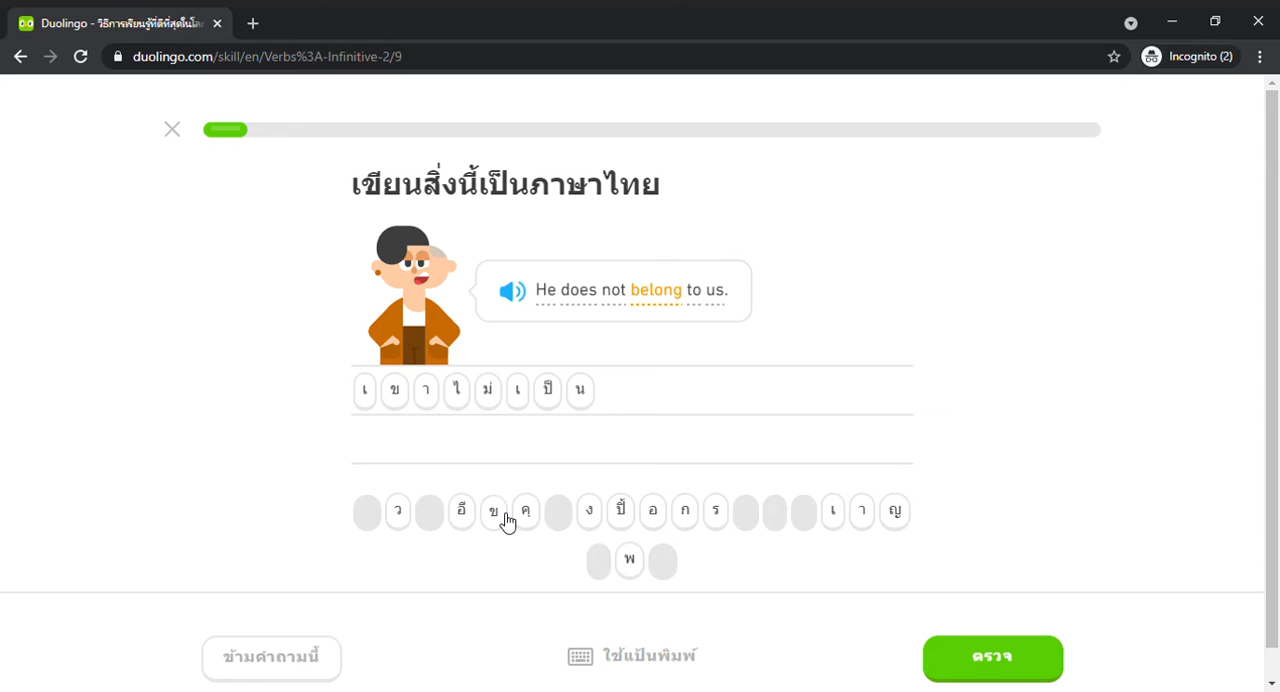 Duolingo - วิธีการเรียนรู้ที่ดีที่สุดในโล
duolingo.com/skill/en/Verbs%3A-Infinitive-2/9
Incognito (2)
เขียนสิ่งนี้เป็นภาษาไทย
He does not belong to us.
เ ข า ไ ม่ เ ป็ น
ว อี ข คุ ง ปิ้ อ ก ร เ า ญ
พ
ข้ามคำถามนี้
ใช้แป้นพิมพ์
ตรวจ